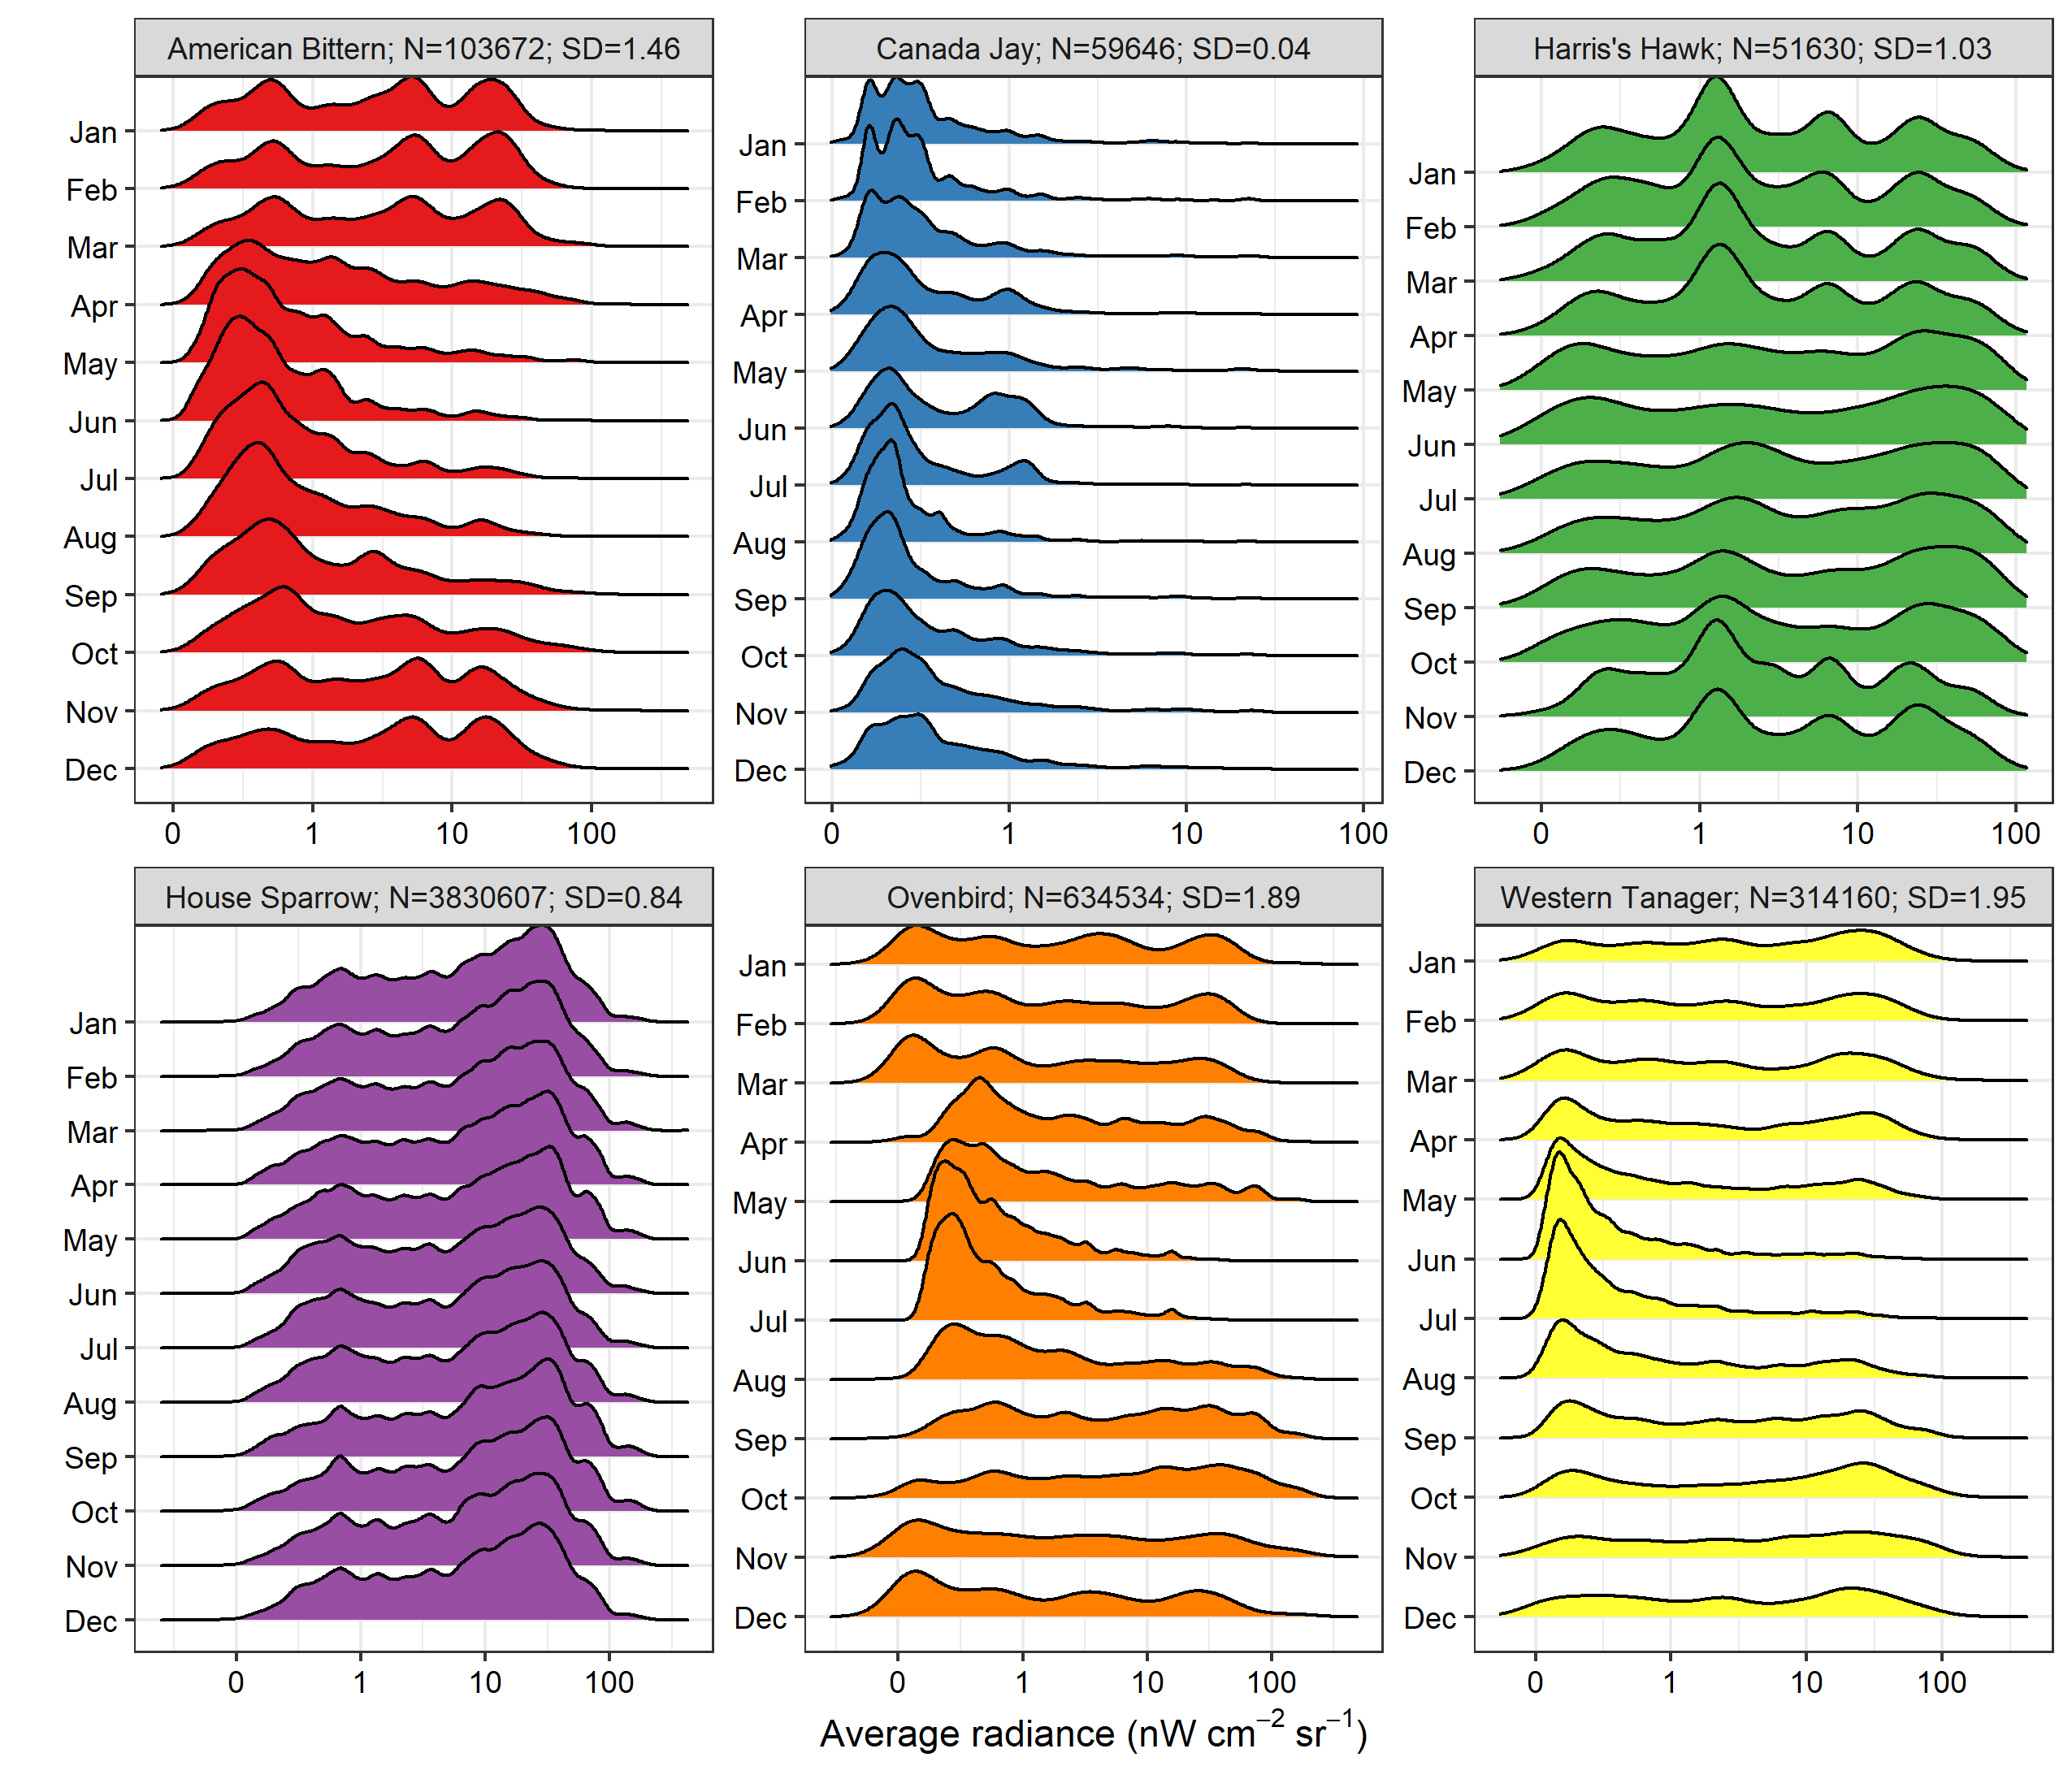 American Bittern; N=103672; SD=1.46
Jan
Feb
Mar
Apr
May
Jun
Jul
Aug
Sep
Oct
Nov
Dec
0 1 10 100
Canada Jay; N=59646; SD=0.04
Jan
Feb
Mar
Apr
May
Jun
Jul
Aug
Sep
Oct
Nov
Dec
0 1 10 100
Harris's Hawk; N=51630; SD=1.03
Jan
Feb
Mar
Apr
May
Jun
Jul
Aug
Sep
Oct
Nov
Dec
0 1 10 100
House Sparrow; N=3830607; SD=0.84
Jan
Feb
Mar
Apr
May
Jun
Jul
Aug
Sep
Oct
Nov
Dec
0 1 10 100
Ovenbird; N=634534; SD=1.89
Jan
Feb
Mar
Apr
May
Jun
Jul
Aug
Sep
Oct
Nov
Dec
0 1 10 100
Western Tanager; N=314160; SD=1.95
Jan
Feb
Mar
Apr
May
Jun
Jul
Aug
Sep
Oct
Nov
Dec
0 1 10 100
Average radiance (nW cm⁻² sr⁻¹)